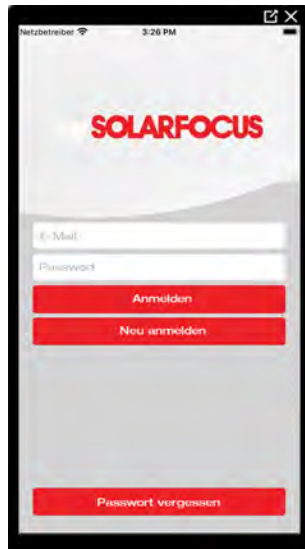 Netzbetreiber 3:26 PM
SOLARFOCUS
E-Mail
Passwort
Anmelden
Neu anmelden
Passwort vergessen